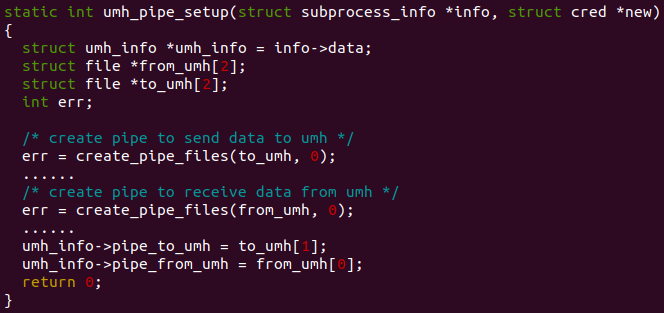 static int umh_pipe_setup(struct subprocess_info *info, struct cred *new)
{
  struct umh_info *umh_info = info->data;
  struct file *from_umh[2];
  struct file *to_umh[2];
  int err;

  /* create pipe to send data to umh */
  err = create_pipe_files(to_umh, 0);
  ......
  /* create pipe to receive data from umh */
  err = create_pipe_files(from_umh, 0);
  ......
  umh_info->pipe_to_umh = to_umh[1];
  umh_info->pipe_from_umh = from_umh[0];
  return 0;
}